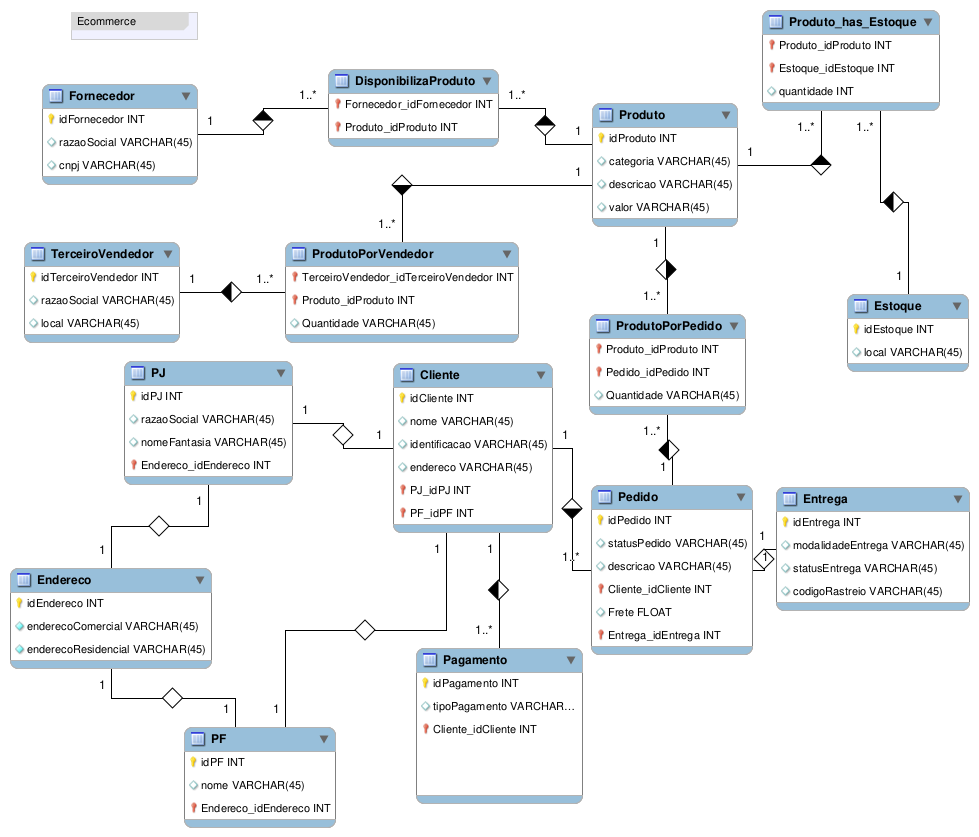 Ecommerce
Fornecedor
idFornecedor INT
razaoSocial VARCHAR(45)
cnpj VARCHAR(45)
1
1..*
DisponibilizaProduto
Fornecedor_idFornecedor INT
Produto_idProduto INT
1..*
1
Produto
idProduto INT
categoria VARCHAR(45)
descricao VARCHAR(45)
valor VARCHAR(45)
Produto_has_Estoque
Produto_idProduto INT
Estoque_idEstoque INT
quantidade INT
1
1..*
1..*
1
Estoque
idEstoque INT
local VARCHAR(45)
1
1..*
TerceiroVendedor
idTerceiroVendedor INT
razaoSocial VARCHAR(45)
local VARCHAR(45)
1
1..*
ProdutoPorVendedor
TerceiroVendedor_idTerceiroVendedor INT
Produto_idProduto INT
Quantidade VARCHAR(45)
1
1..*
ProdutoPorPedido
Produto_idProduto INT
Pedido_idPedido INT
Quantidade VARCHAR(45)
1..*
1
PJ
idPJ INT
razaoSocial VARCHAR(45)
nomeFantasia VARCHAR(45)
Endereco_idEndereco INT
1
1
Cliente
idCliente INT
nome VARCHAR(45)
identificacao VARCHAR(45)
endereco VARCHAR(45)
PJ_idPJ INT
PF_idPF INT
1
1..*
Pedido
idPedido INT
statusPedido VARCHAR(45)
descricao VARCHAR(45)
Cliente_idCliente INT
Frete FLOAT
Entrega_idEntrega INT
1
1
Entrega
idEntrega INT
modalidadeEntrega VARCHAR(45)
statusEntrega VARCHAR(45)
codigoRastreio VARCHAR(45)
1
1
Endereco
idEndereco INT
enderecoComercial VARCHAR(45)
enderecoResidencial VARCHAR(45)
1
1
1
1
PF
idPF INT
nome VARCHAR(45)
Endereco_idEndereco INT
1
1..*
Pagamento
idPagamento INT
tipoPagamento VARCHAR...
Cliente_idCliente INT